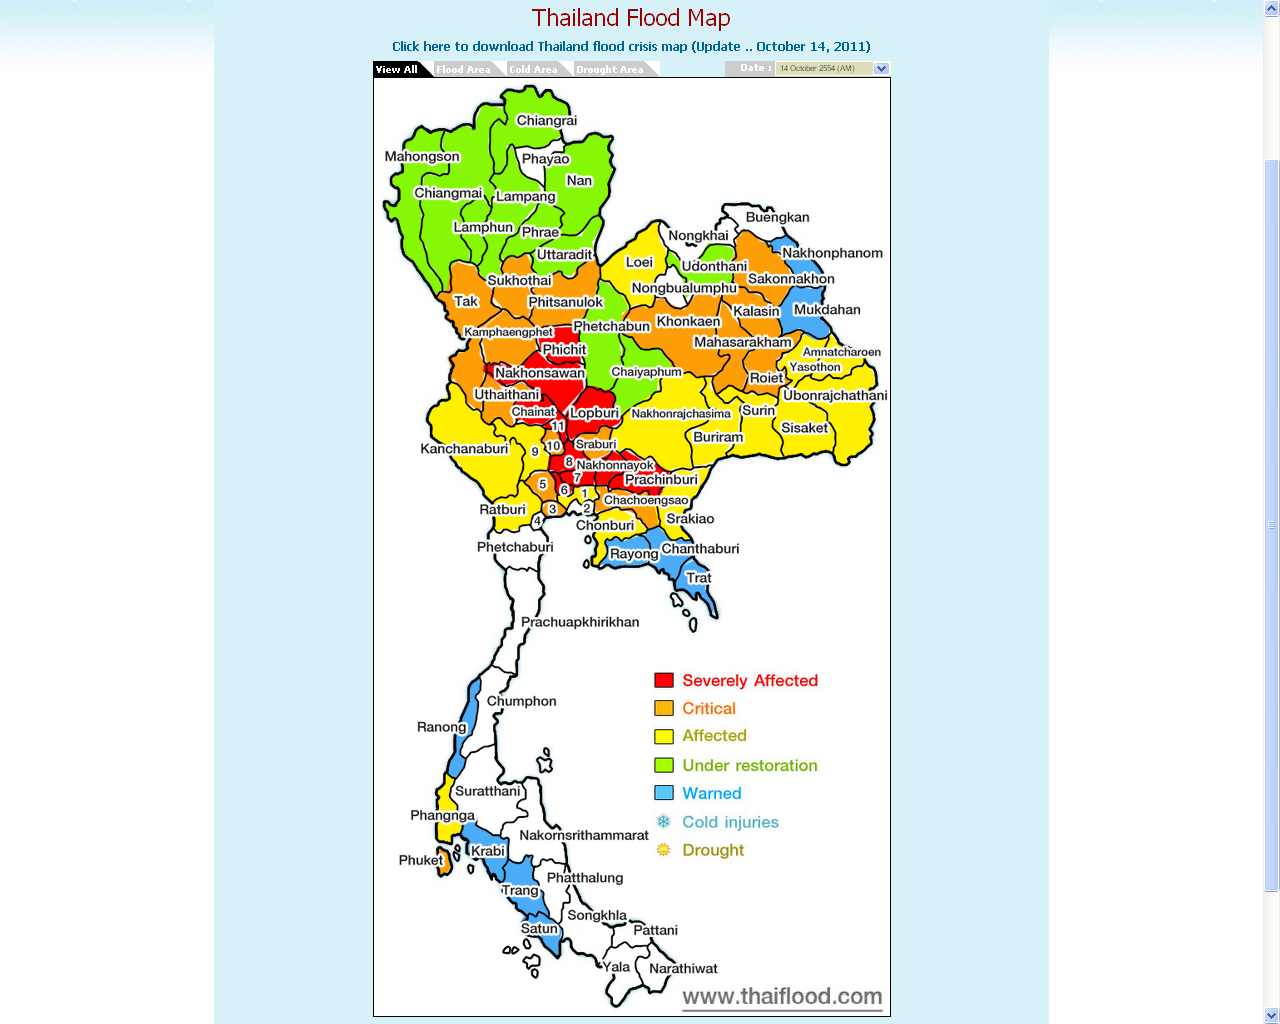 Thailand Flood Map
Click here to download Thailand flood crisis map (Update .. October 14, 2011)
View All
Flood Area
Cold Area
Drought Area
Date :
14 October 2554 (AM)
Chiangrai
Mahongson
Phayao
Nan
Chiangmai
Lampang
Lamphun
Phrae
Uttaradit
Buengkan
Nongkhai
Nakhonphanom
Loei
Udonthani
Sakonnakhon
Sukhothai
Nongbualumphu
Tak
Phitsanulok
Kalasin
Mukdahan
Phetchabun
Khonkaen
Kamphaengphet
Mahasarakham
Phichit
Amnatcharoen
Yasothon
Nakhonsawan
Chaiyaphum
Roiet
Uthaithani
Ubonrajchathani
Chainat
Lopburi
Nakhonrajchasima
Surin
11
Sisaket
Buriram
Kanchanaburi
9
10
Sraburi
8
Nakhonnayok
7
Prachinburi
5
6
1
Chachoengsao
Ratburi
3
2
4
Chonburi
Srakiao
Phetchaburi
Rayong
Chanthaburi
Trat
Prachuapkhirikhan
Severely Affected
Chumphon
Critical
Ranong
Affected
Under restoration
Suratthani
Warned
Phangnga
Cold injuries
Nakornsrithammarat
Krabi
Drought
Phuket
Phatthalung
Trang
Songkhla
Satun
Pattani
Yala
Narathiwat
www.thaiflood.com